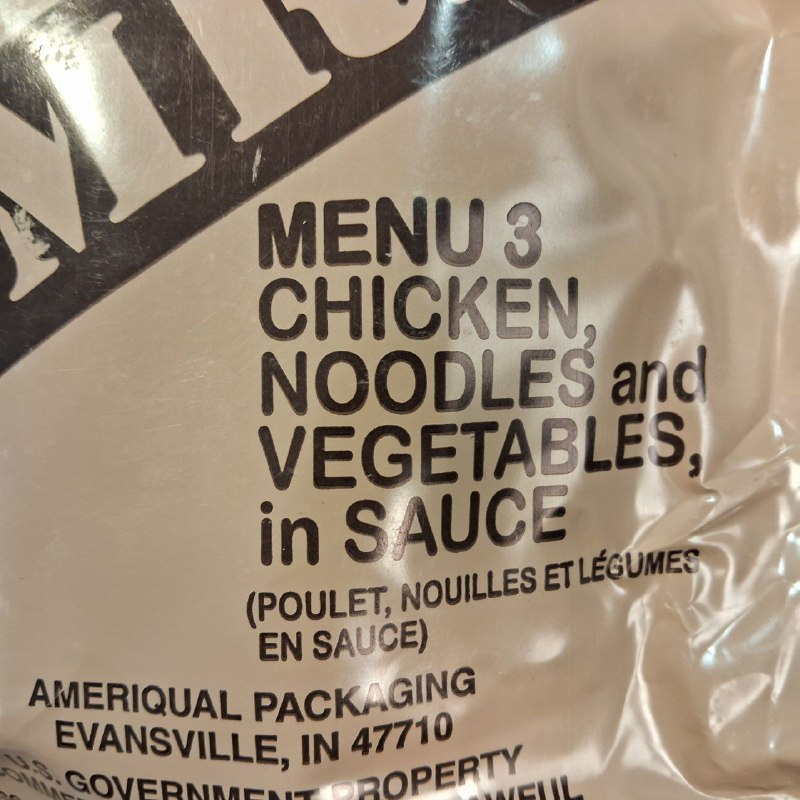 MENU 3
CHICKEN,
NOODLES and
VEGETABLES,
in SAUCE
(POULET, NOUILLES ET LÉGUMES
EN SAUCE)
AMERIQUAL PACKAGING
EVANSVILLE, IN 47710
U.S. GOVERNMENT PROPERTY